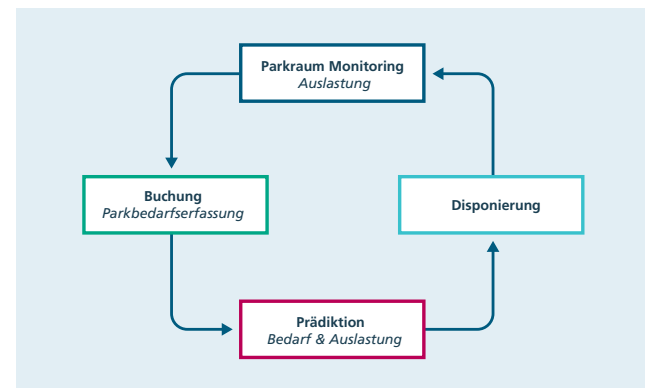 Parkraum Monitoring
Auslastung
Buchung
Parkbedarfserfassung
Disponierung
Prädiktion
Bedarf & Auslastung